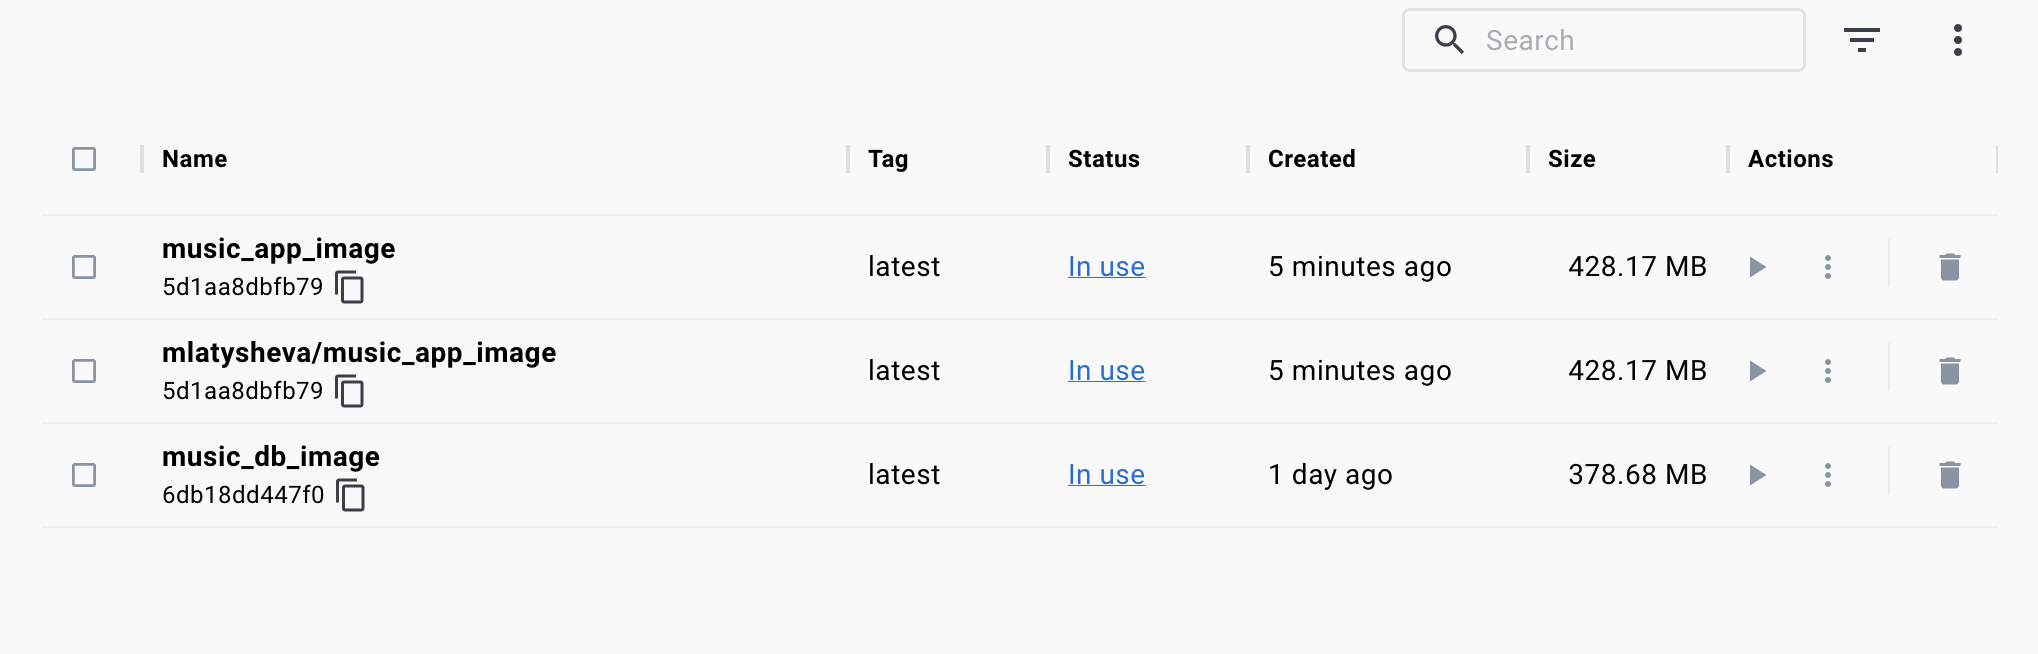 Search
Name Tag Status Created Size Actions
music_app_image
5d1aa8dbfb79
latest In use 5 minutes ago 428.17 MB
mlatysheva/music_app_image
5d1aa8dbfb79
latest In use 5 minutes ago 428.17 MB
music_db_image
6db18dd447f0
latest In use 1 day ago 378.68 MB